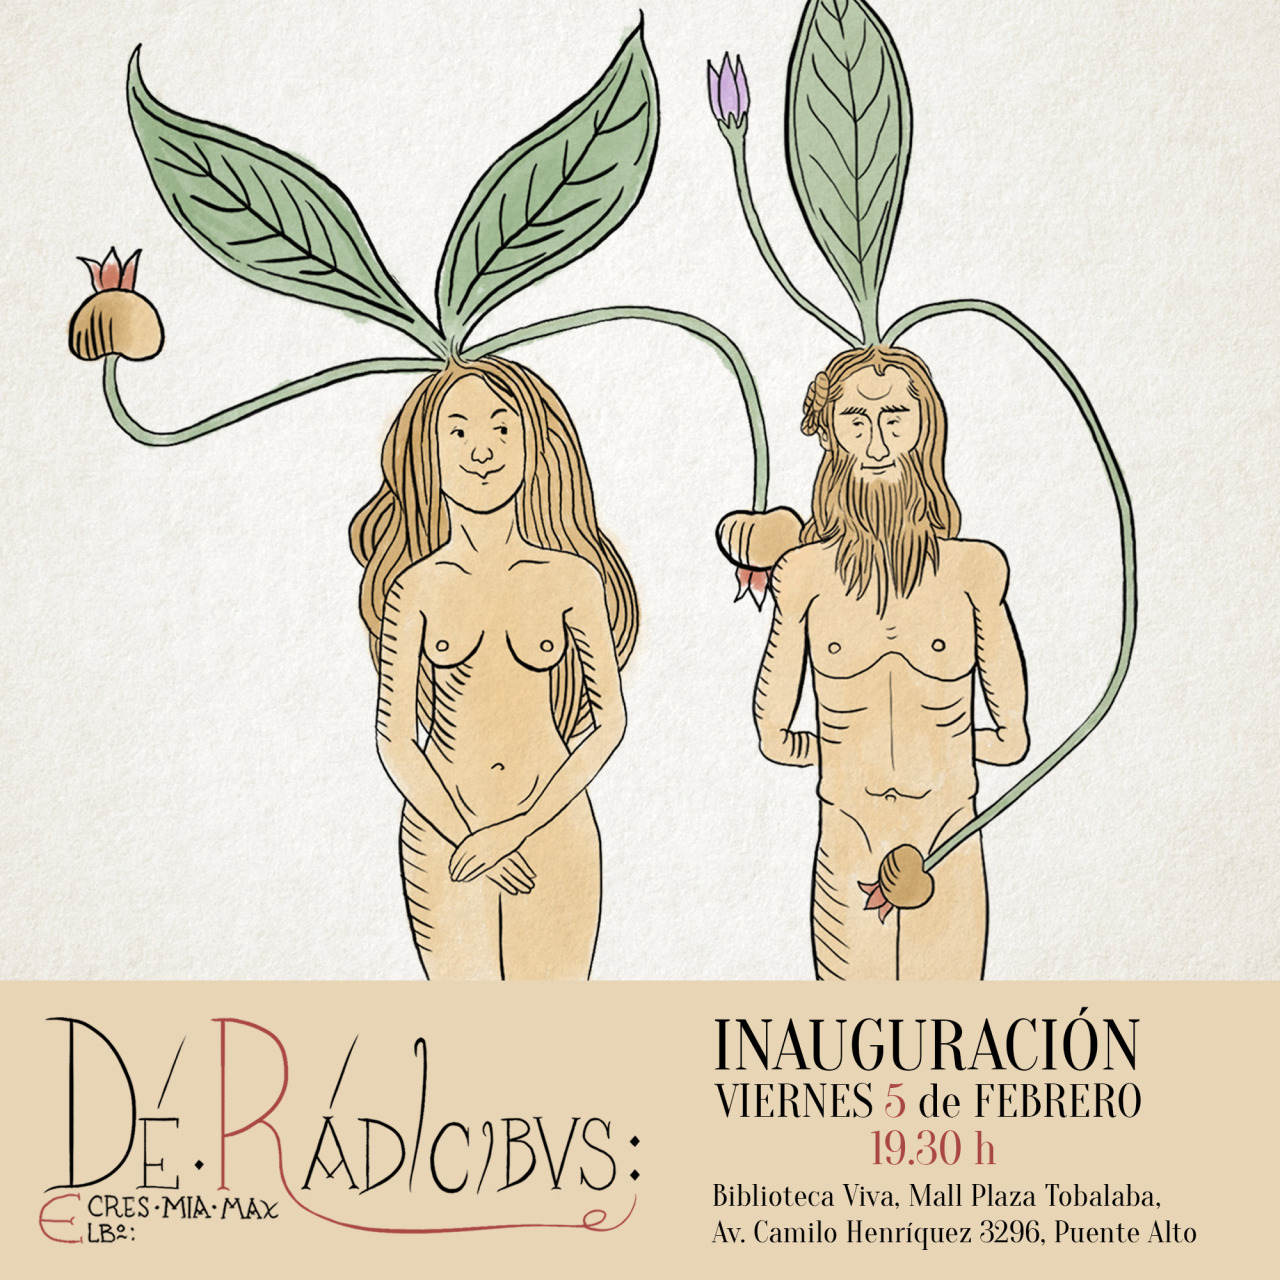 DÉ·RÁDICIBVS:
E CRES·MIA·MAX
LBº:
INAUGURACIÓN
VIERNES 5 de FEBRERO
19.30 h
Biblioteca Viva, Mall Plaza Tobalaba,
Av. Camilo Henríquez 3296, Puente Alto